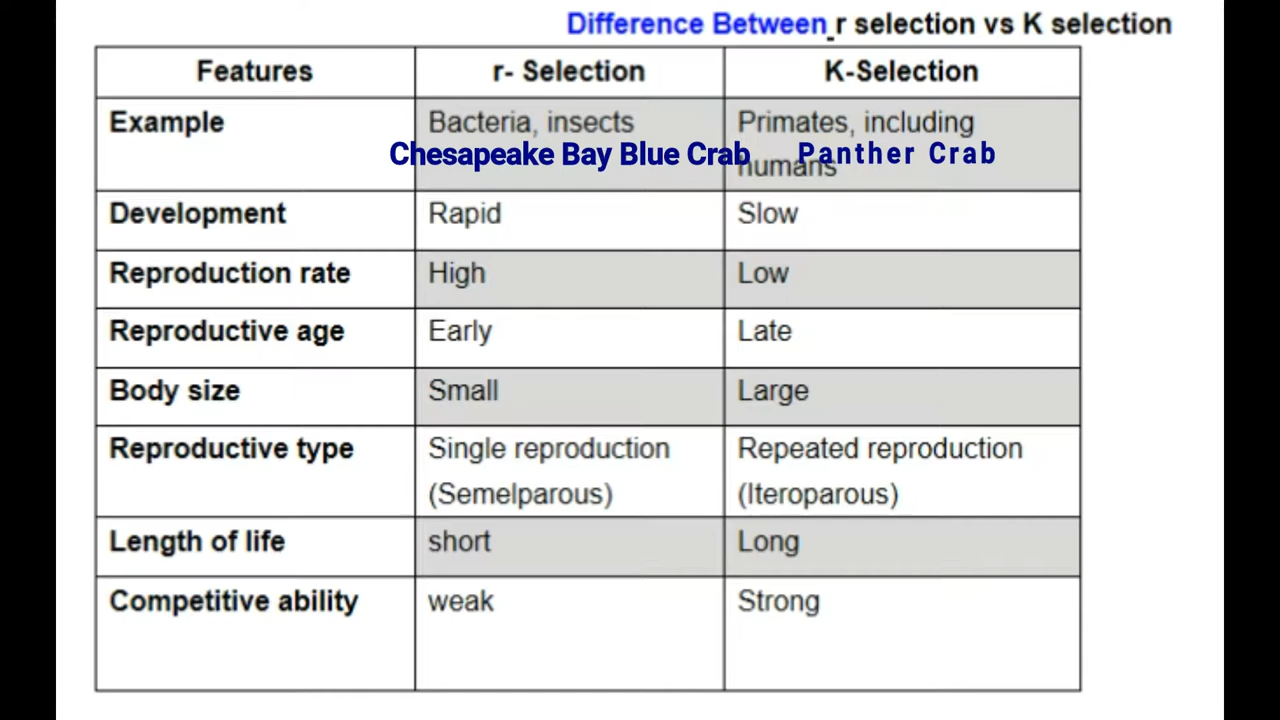 Difference Between r selection vs K selection
Features r- Selection K-Selection
Example Bacteria, insects Primates, including
Chesapeake Bay Blue Crab Panther Crab
humans
Development Rapid Slow
Reproduction rate High Low
Reproductive age Early Late
Body size Small Large
Reproductive type Single reproduction Repeated reproduction
(Semelparous) (Iteroparous)
Length of life short Long
Competitive ability weak Strong